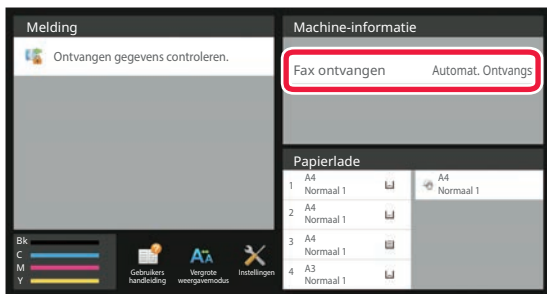 Melding
Ontvangen gegevens controleren.
Machine-informatie
Fax ontvangen Automat. Ontvangs
Papierlade
1 A4
Normaal 1
A4
Normaal 1
2 A4
Normaal 1
3 A4
Normaal 1
4 A3
Normaal 1
Bk
C
M
Y
Gebruikers
handleiding
Vergrote
weergavemodus
Instellingen